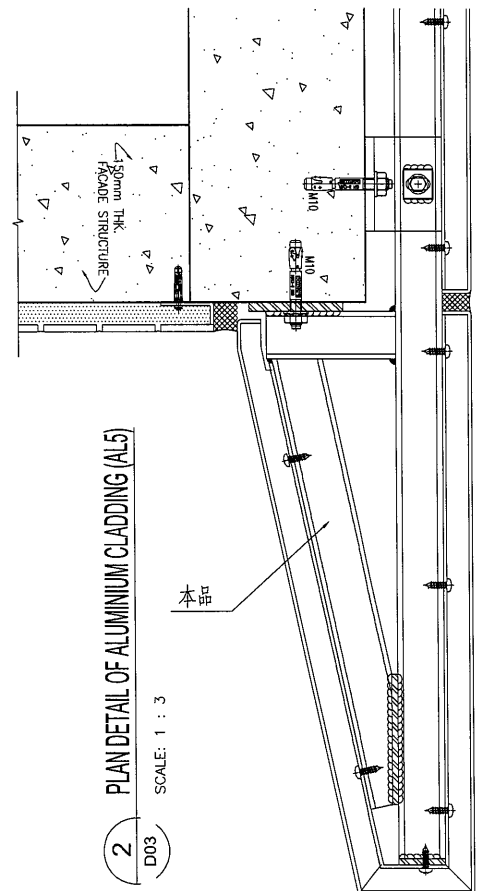 150mm THK.
FACADE STRUCTURE
M10
M10
本品
2
D03
PLAN DETAIL OF ALUMINIUM CLADDING (AL5)
SCALE: 1 : 3